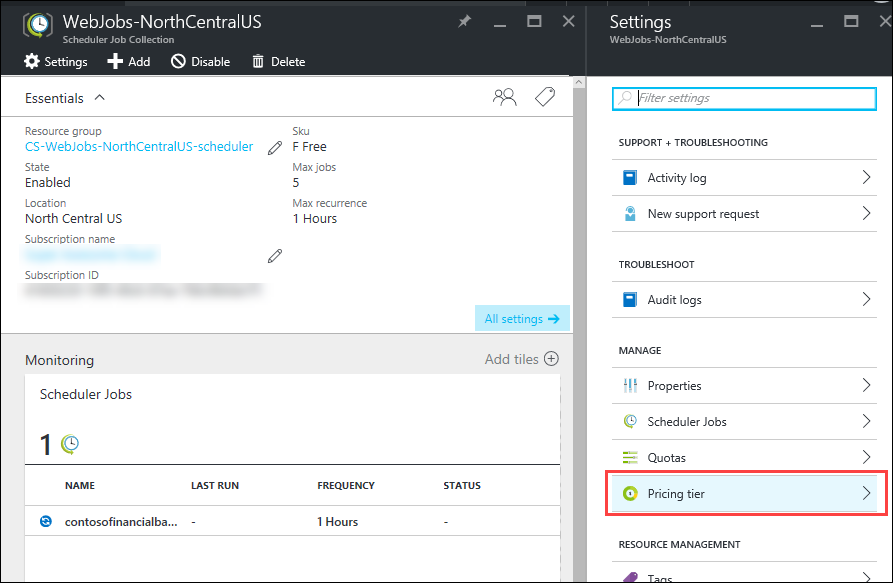 WebJobs-NorthCentralUS
Scheduler Job Collection
Settings Add Disable Delete
Essentials
Resource group
CS-WebJobs-NorthCentralUS-scheduler
State
Enabled
Location
North Central US
Subscription name
Subscription ID
Sku
F Free
Max jobs
5
Max recurrence
1 Hours
All settings
Monitoring
Add tiles
Scheduler Jobs
1
NAME LAST RUN FREQUENCY STATUS
contosofinancialba... - 1 Hours -
Settings
WebJobs-NorthCentralUS
Filter settings
SUPPORT + TROUBLESHOOTING
Activity log
New support request
TROUBLESHOOT
Audit logs
MANAGE
Properties
Scheduler Jobs
Quotas
Pricing tier
RESOURCE MANAGEMENT
Tags